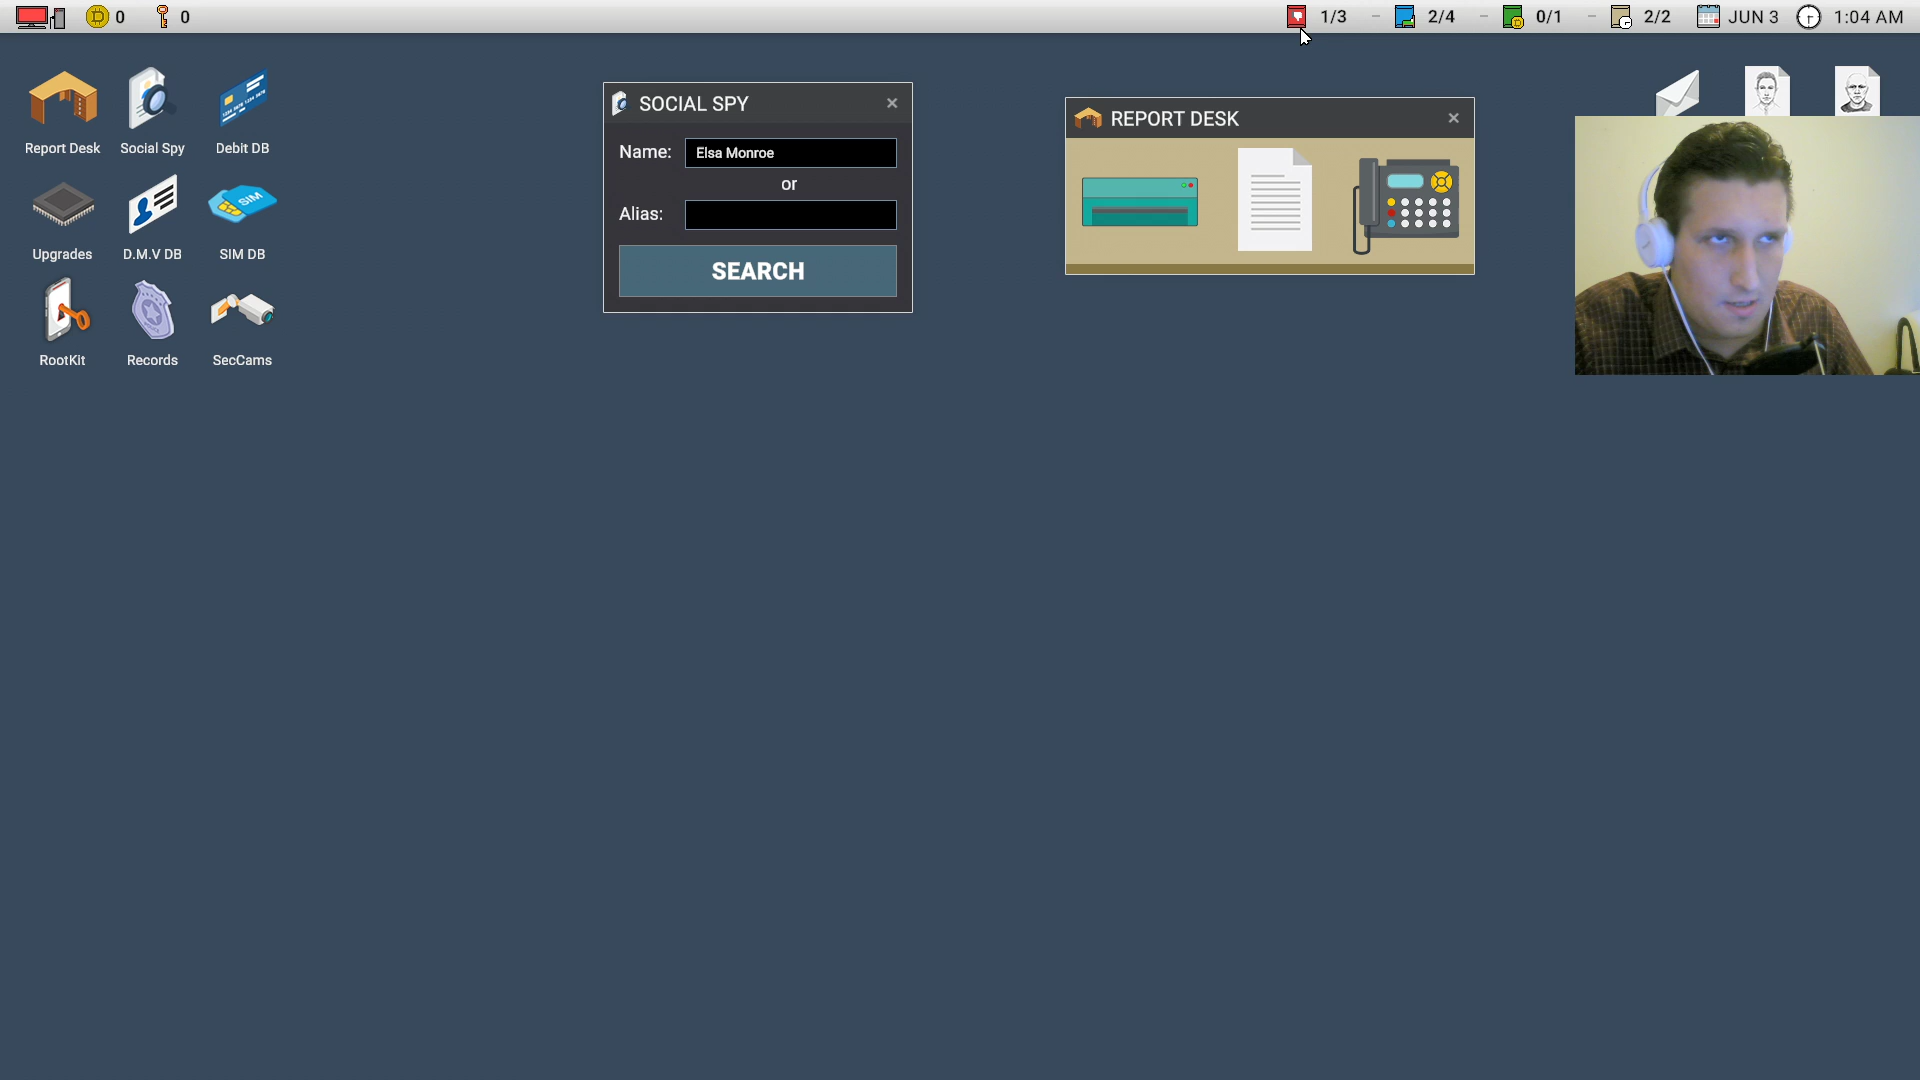 0 0 1/3 - 2/4 - 0/1 - 2/2 JUN 3 1:04 AM
Report Desk Social Spy Debit DB
Upgrades D.M.V DB SIM DB
SIM
RootKit Records SecCams
SOCIAL SPY ×
Name: Elsa Monroe
or
Alias:
SEARCH
REPORT DESK ×